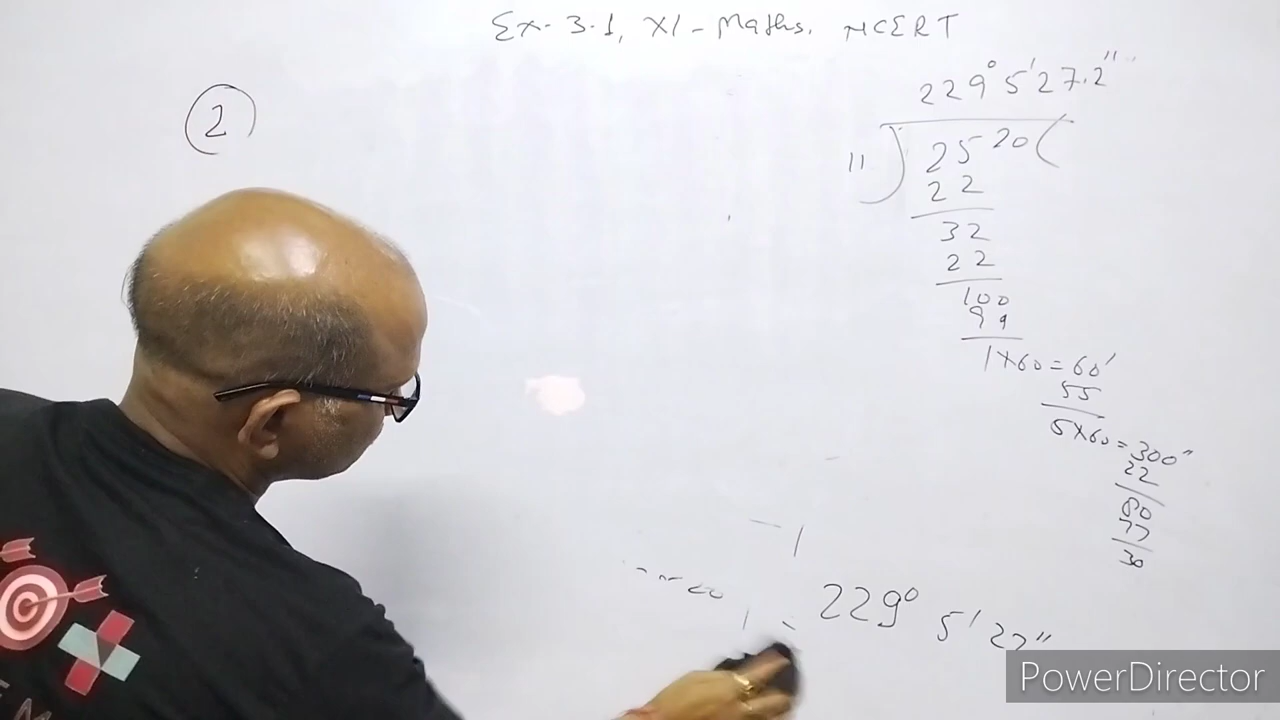 Ex- 3.1, XI - Maths, NCERT
2
229° 5' 27.2"
11 ) 2520 (
22
32
22
100
99
1×60 = 60'
55
5×60 = 300"
22
80
77
30
229° 5' 27"
PowerDirector